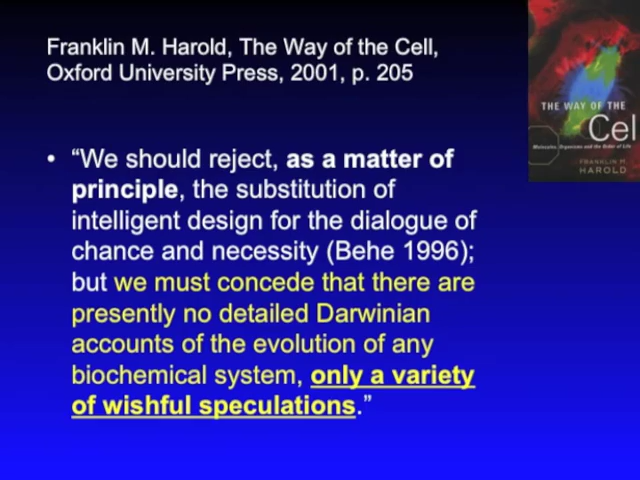 Franklin M. Harold, The Way of the Cell,
Oxford University Press, 2001, p. 205
THE WAY OF THE
Cel
Molecules, Organisms and the Order of Life
FRANKLIN M.
HAROLD
• “We should reject, as a matter of
principle, the substitution of
intelligent design for the dialogue of
chance and necessity (Behe 1996);
but we must concede that there are
presently no detailed Darwinian
accounts of the evolution of any
biochemical system, only a variety
of wishful speculations.”